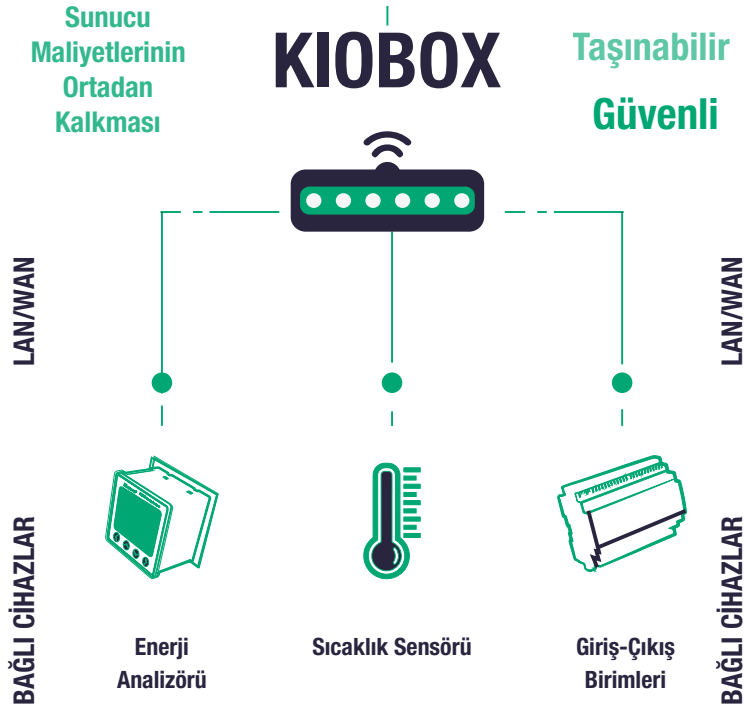 Sunucu
Maliyetlerinin
Ortadan
Kalkması
KIOBOX
Taşınabilir
Güvenli
LAN/WAN
LAN/WAN
BAĞLI CİHAZLAR
Enerji
Analizörü
Sıcaklık Sensörü
Giriş-Çıkış
Birimleri
BAĞLI CİHAZLAR